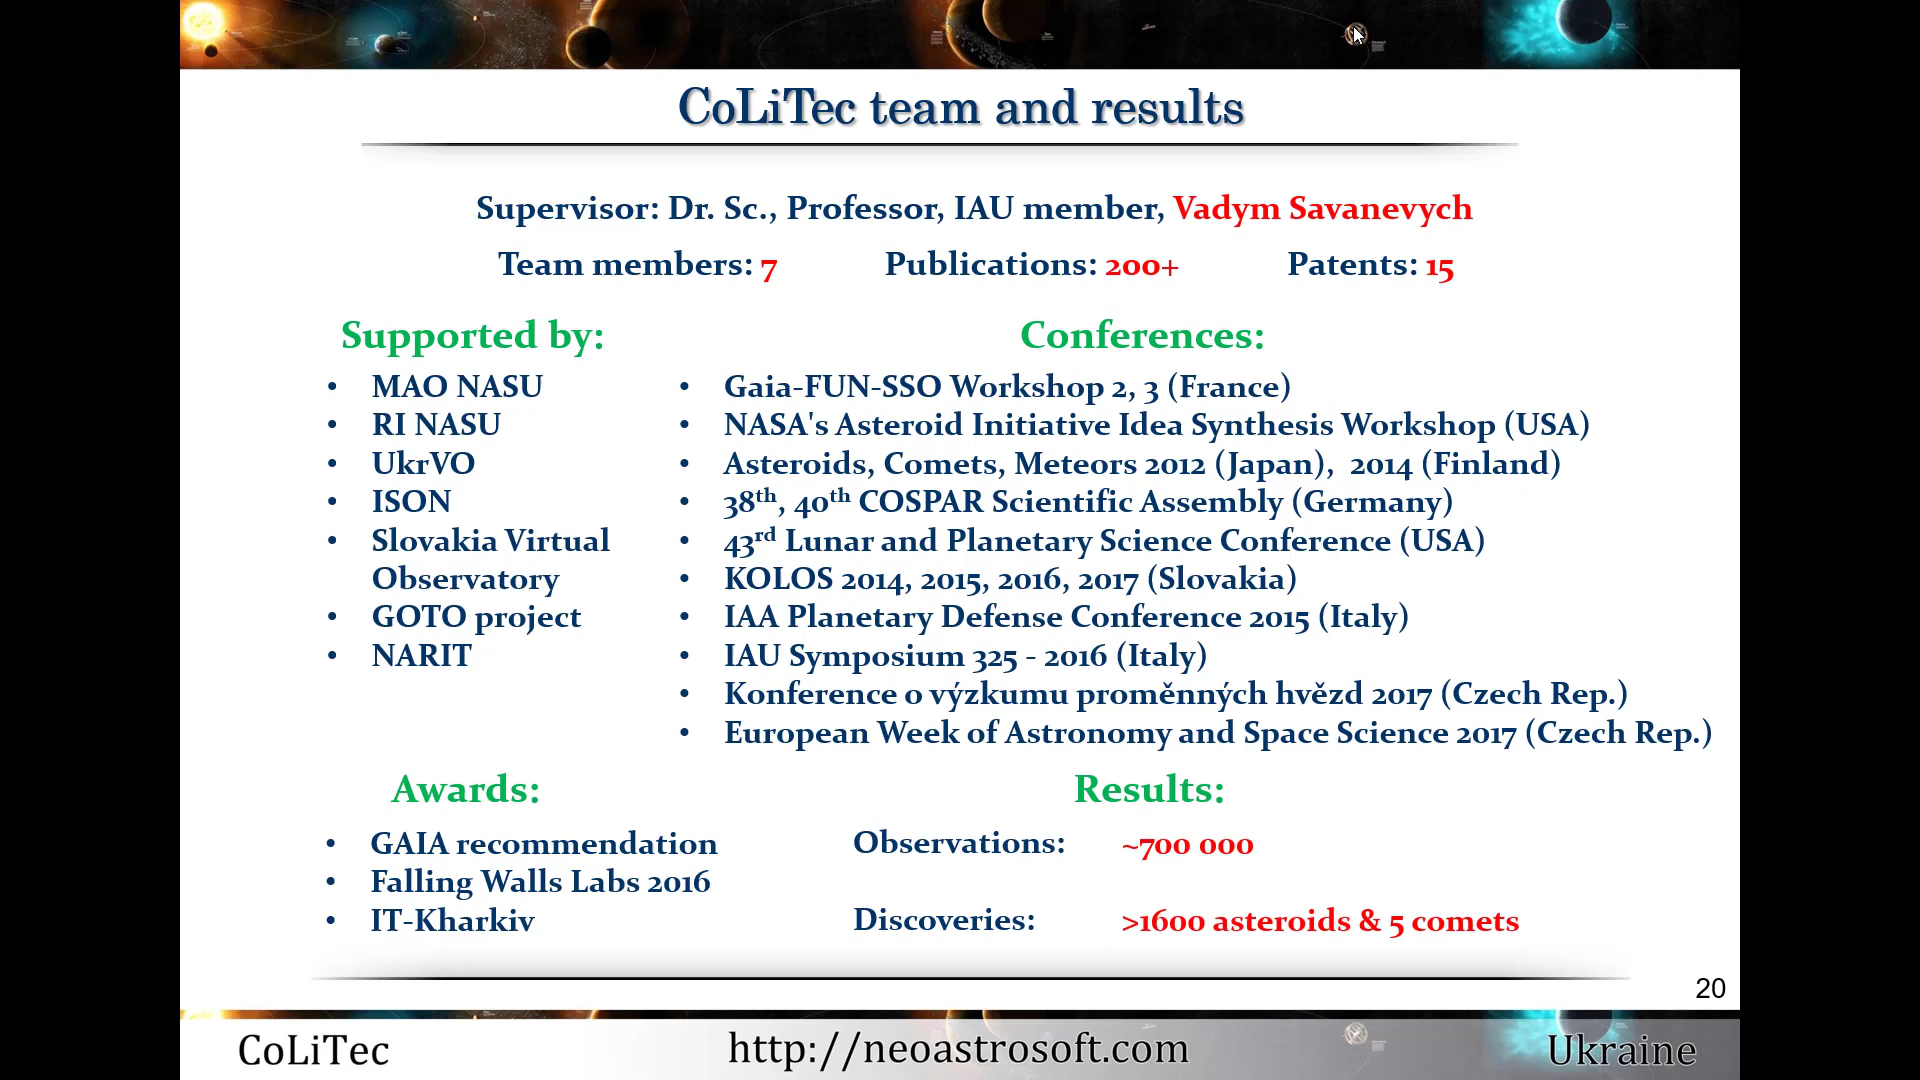 CoLiTec team and results
Supervisor: Dr. Sc., Professor, IAU member, Vadym Savanevych
Team members: 7 Publications: 200+ Patents: 15
Supported by:
• MAO NASU
• RI NASU
• UkrVO
• ISON
• Slovakia Virtual
Observatory
• GOTO project
• NARIT
Conferences:
• Gaia-FUN-SSO Workshop 2, 3 (France)
• NASA's Asteroid Initiative Idea Synthesis Workshop (USA)
• Asteroids, Comets, Meteors 2012 (Japan), 2014 (Finland)
• 38th, 40th COSPAR Scientific Assembly (Germany)
• 43rd Lunar and Planetary Science Conference (USA)
• KOLOS 2014, 2015, 2016, 2017 (Slovakia)
• IAA Planetary Defense Conference 2015 (Italy)
• IAU Symposium 325 - 2016 (Italy)
• Konference o výzkumu proměnných hvězd 2017 (Czech Rep.)
• European Week of Astronomy and Space Science 2017 (Czech Rep.)
Awards:
• GAIA recommendation
• Falling Walls Labs 2016
• IT-Kharkiv
Results:
Observations: ~700 000
Discoveries: >1600 asteroids & 5 comets
20
CoLiTec http://neoastrosoft.com Ukraine